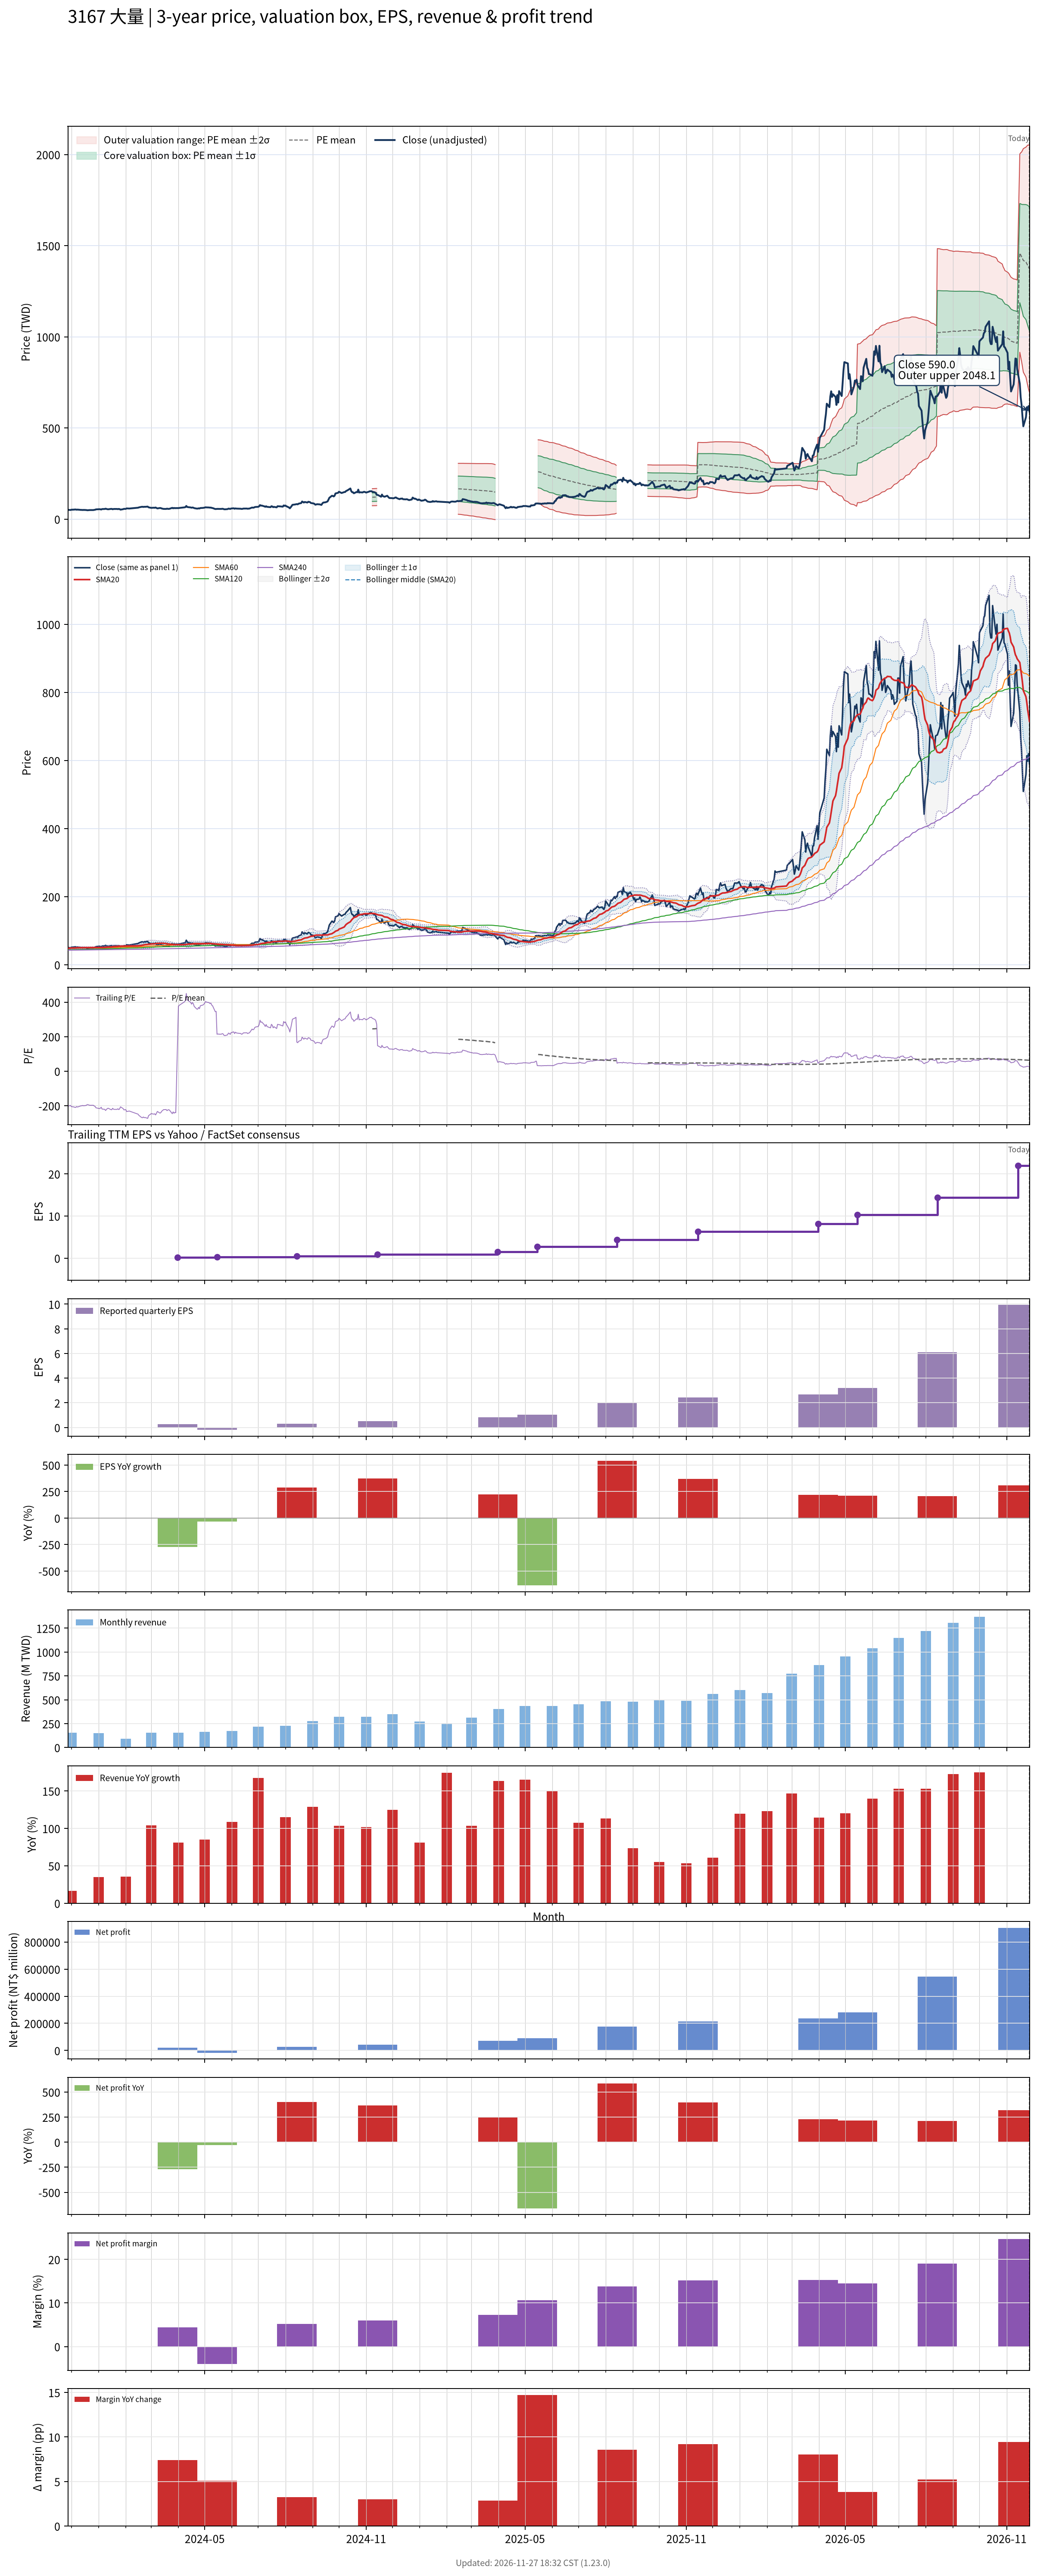 3167 大量 | 3-year price, valuation box, EPS, revenue & profit trend
Outer valuation range: PE mean ±2σ
Core valuation box: PE mean ±1σ
PE mean
Close (unadjusted)
Today
Price (TWD)
2000
1500
1000
500
0
Close 590.0
Outer upper 2048.1
Close (same as panel 1)
SMA20
SMA60
SMA120
SMA240
Bollinger ±2σ
Bollinger ±1σ
Bollinger middle (SMA20)
Price
1000
800
600
400
200
0
Trailing P/E
P/E mean
P/E
400
200
0
-200
Trailing TTM EPS vs Yahoo / FactSet consensus
Today
EPS
20
10
0
Reported quarterly EPS
EPS
10
8
6
4
2
0
EPS YoY growth
YoY (%)
500
250
0
-250
-500
Monthly revenue
Revenue (M TWD)
1250
1000
750
500
250
0
Revenue YoY growth
YoY (%)
150
100
50
0
Month
Net profit
Net profit (NT$ million)
800000
600000
400000
200000
0
Net profit YoY
YoY (%)
500
250
0
-250
-500
Net profit margin
Margin (%)
20
10
0
Margin YoY change
Δ margin (pp)
15
10
5
0
2024-05
2024-11
2025-05
2025-11
2026-05
2026-11
Updated: 2026-11-27 18:32 CST (1.23.0)